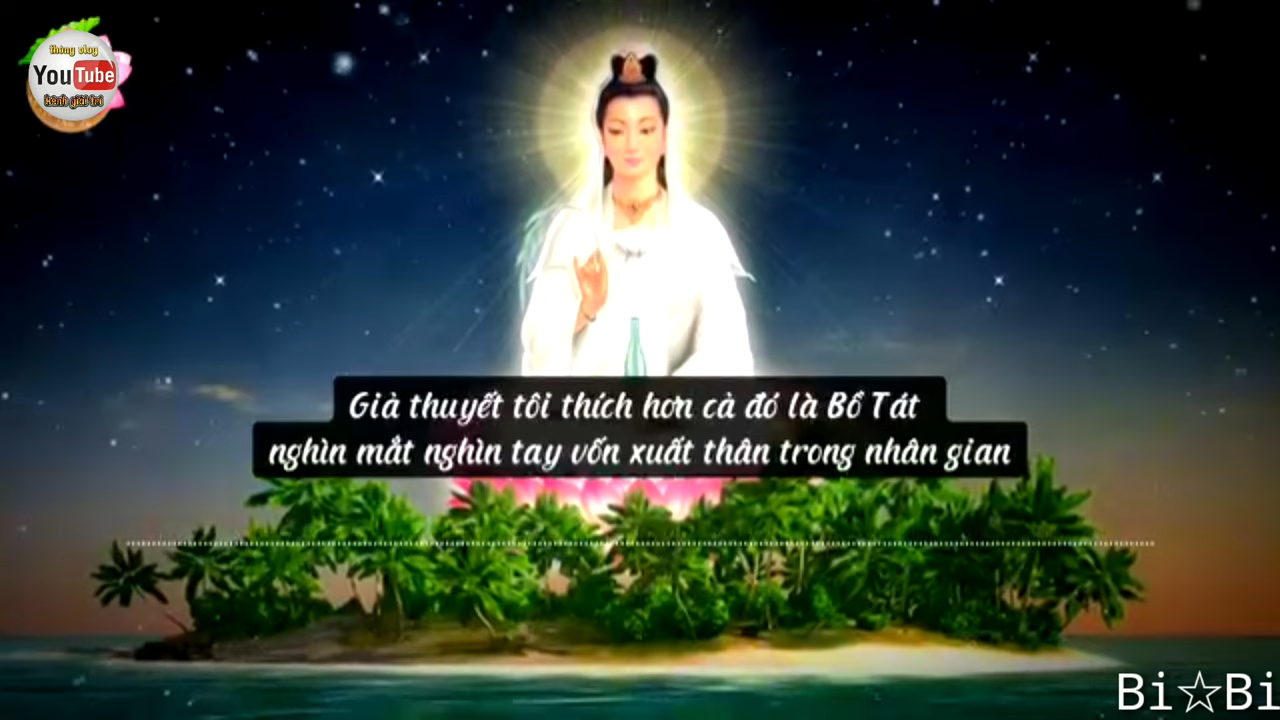 thắng vlog
YouTube
kênh giải trí
Giả thuyết tôi thích hơn cả đó là Bồ Tát
nghìn mắt nghìn tay vốn xuất thân trong nhân gian
Bi☆Bi